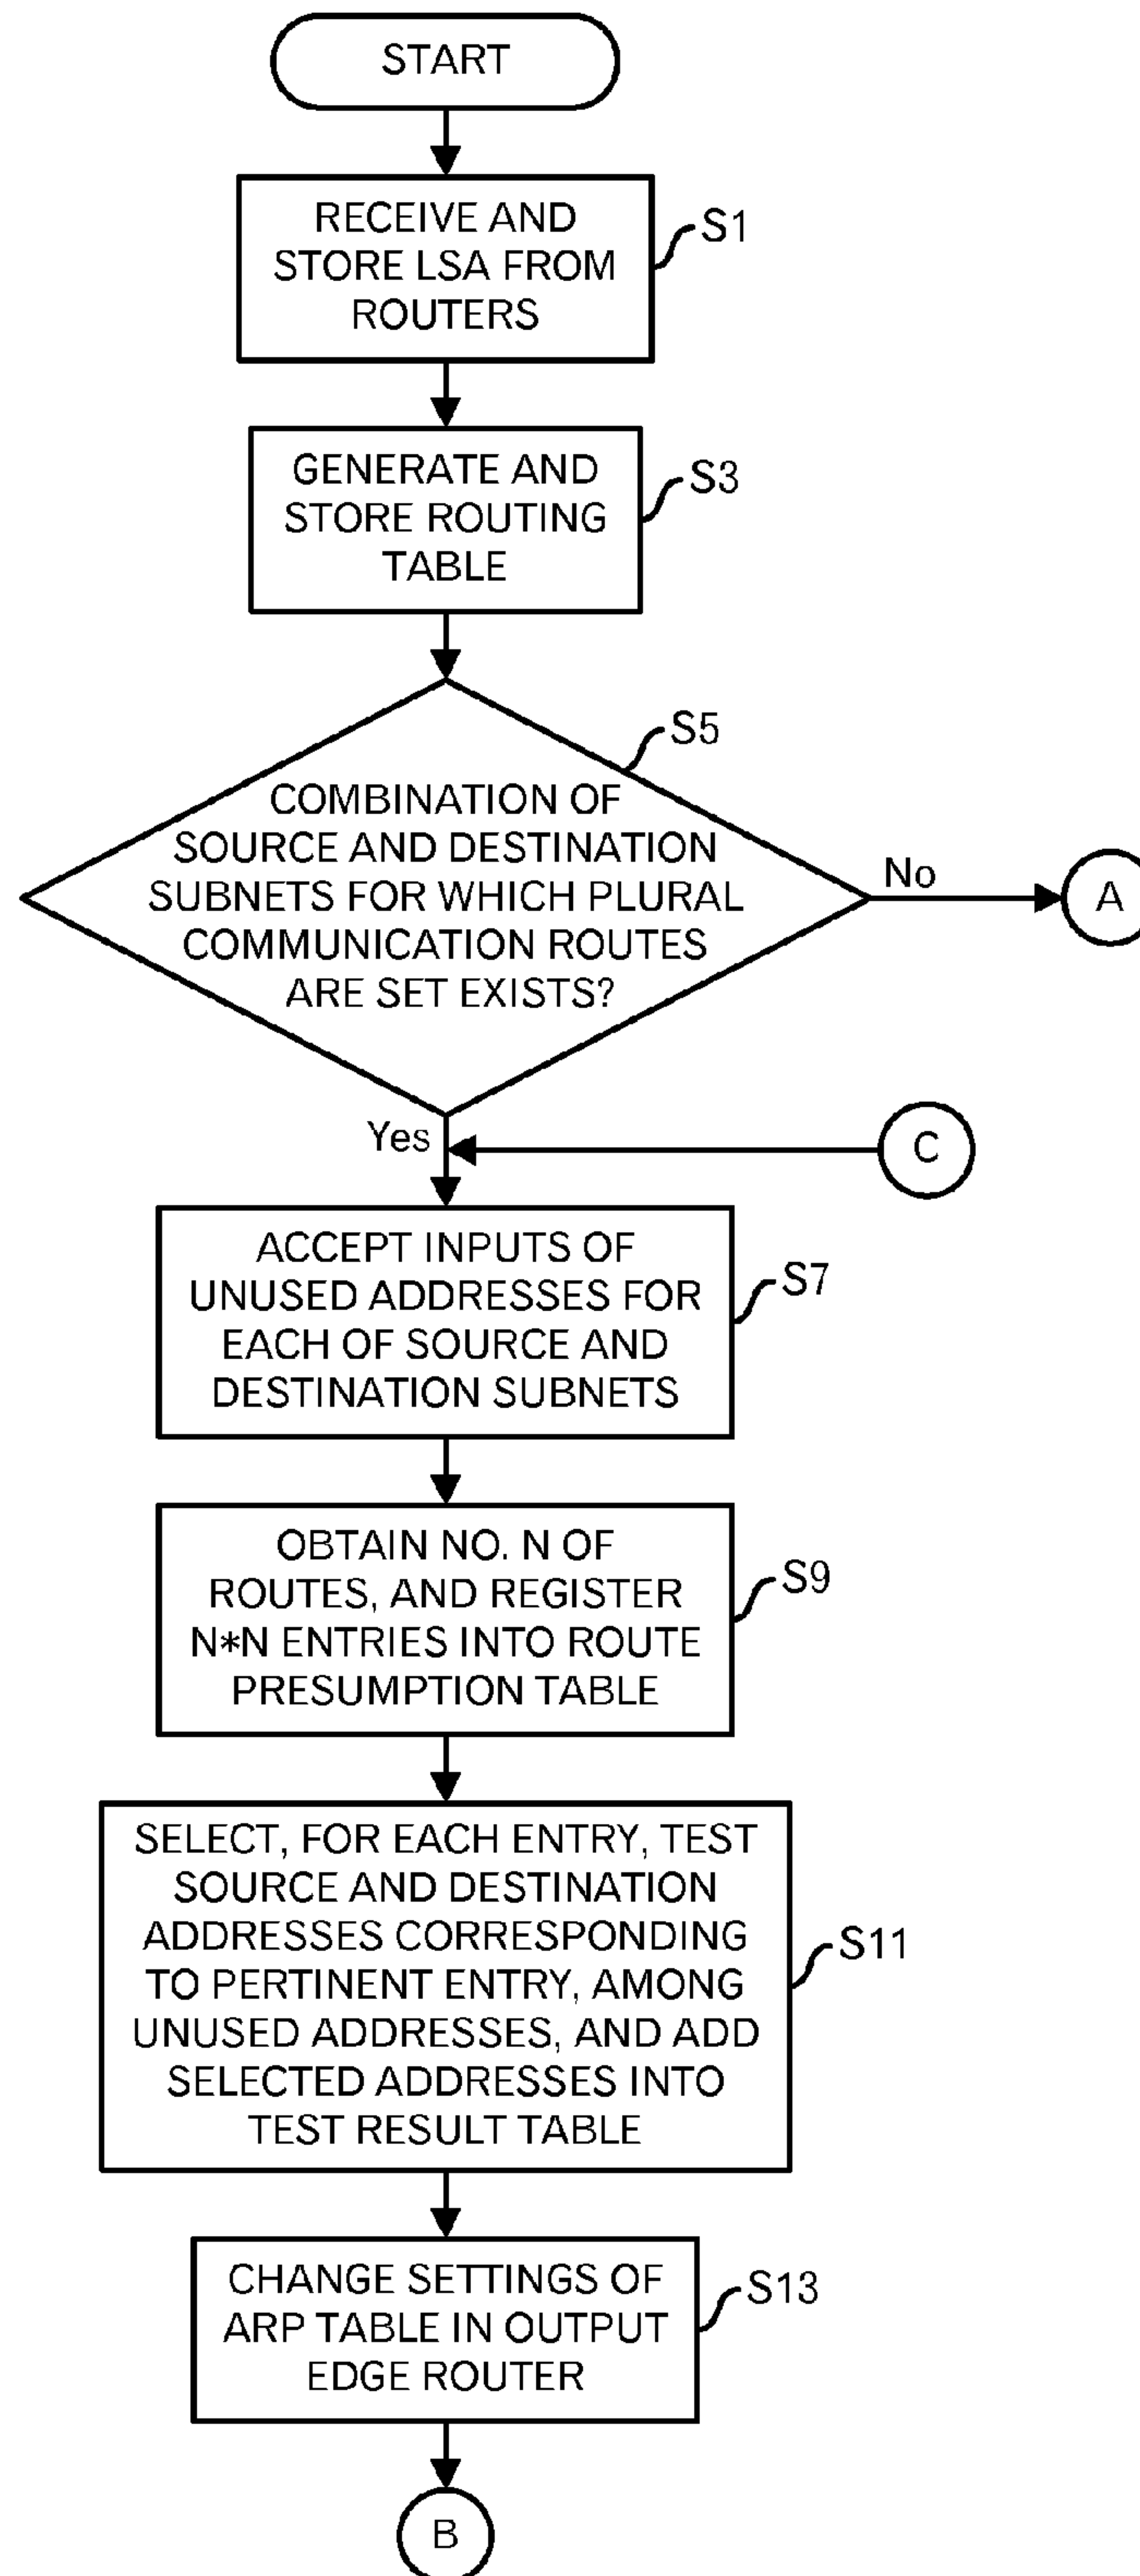 START
RECEIVE AND
STORE LSA FROM
ROUTERS
S1
GENERATE AND
STORE ROUTING
TABLE
S3
S5
COMBINATION OF
SOURCE AND DESTINATION
SUBNETS FOR WHICH PLURAL
COMMUNICATION ROUTES
ARE SET EXISTS?
No
A
Yes
C
ACCEPT INPUTS OF
UNUSED ADDRESSES FOR
EACH OF SOURCE AND
DESTINATION SUBNETS
S7
OBTAIN NO. N OF
ROUTES, AND REGISTER
N*N ENTRIES INTO ROUTE
PRESUMPTION TABLE
S9
SELECT, FOR EACH ENTRY, TEST
SOURCE AND DESTINATION
ADDRESSES CORRESPONDING
TO PERTINENT ENTRY, AMONG
UNUSED ADDRESSES, AND ADD
SELECTED ADDRESSES INTO
TEST RESULT TABLE
S11
CHANGE SETTINGS OF
ARP TABLE IN OUTPUT
EDGE ROUTER
S13
B